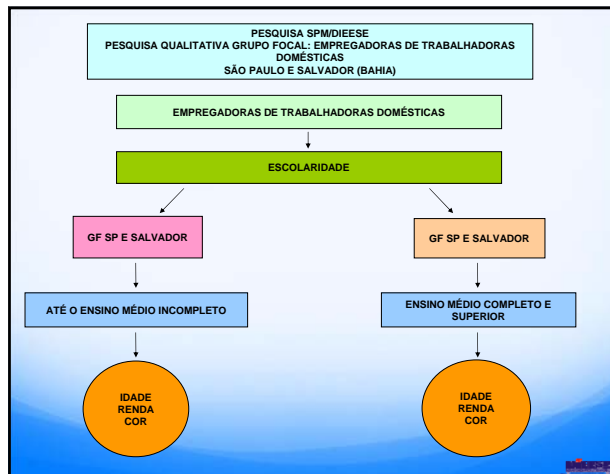 PESQUISA SPM/DIEESE
PESQUISA QUALITATIVA GRUPO FOCAL: EMPREGADORAS DE TRABALHADORAS
DOMÉSTICAS
SÃO PAULO E SALVADOR (BAHIA)
EMPREGADORAS DE TRABALHADORAS DOMÉSTICAS
ESCOLARIDADE
GF SP E SALVADOR
GF SP E SALVADOR
ATÉ O ENSINO MÉDIO INCOMPLETO
ENSINO MÉDIO COMPLETO E
SUPERIOR
IDADE
RENDA
COR
IDADE
RENDA
COR